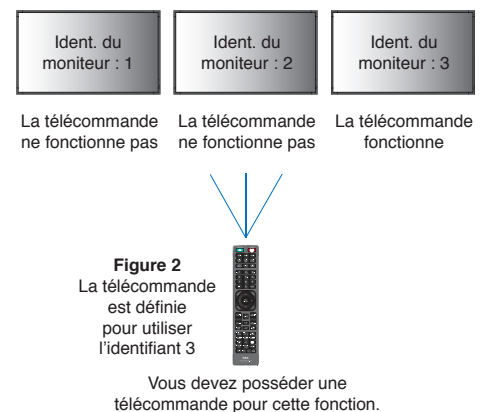 Ident. du
moniteur : 1
Ident. du
moniteur : 2
Ident. du
moniteur : 3
La télécommande
ne fonctionne pas
La télécommande
ne fonctionne pas
La télécommande
fonctionne
Figure 2
La télécommande
est définie
pour utiliser
l'identifiant 3
Vous devez posséder une
télécommande pour cette fonction.